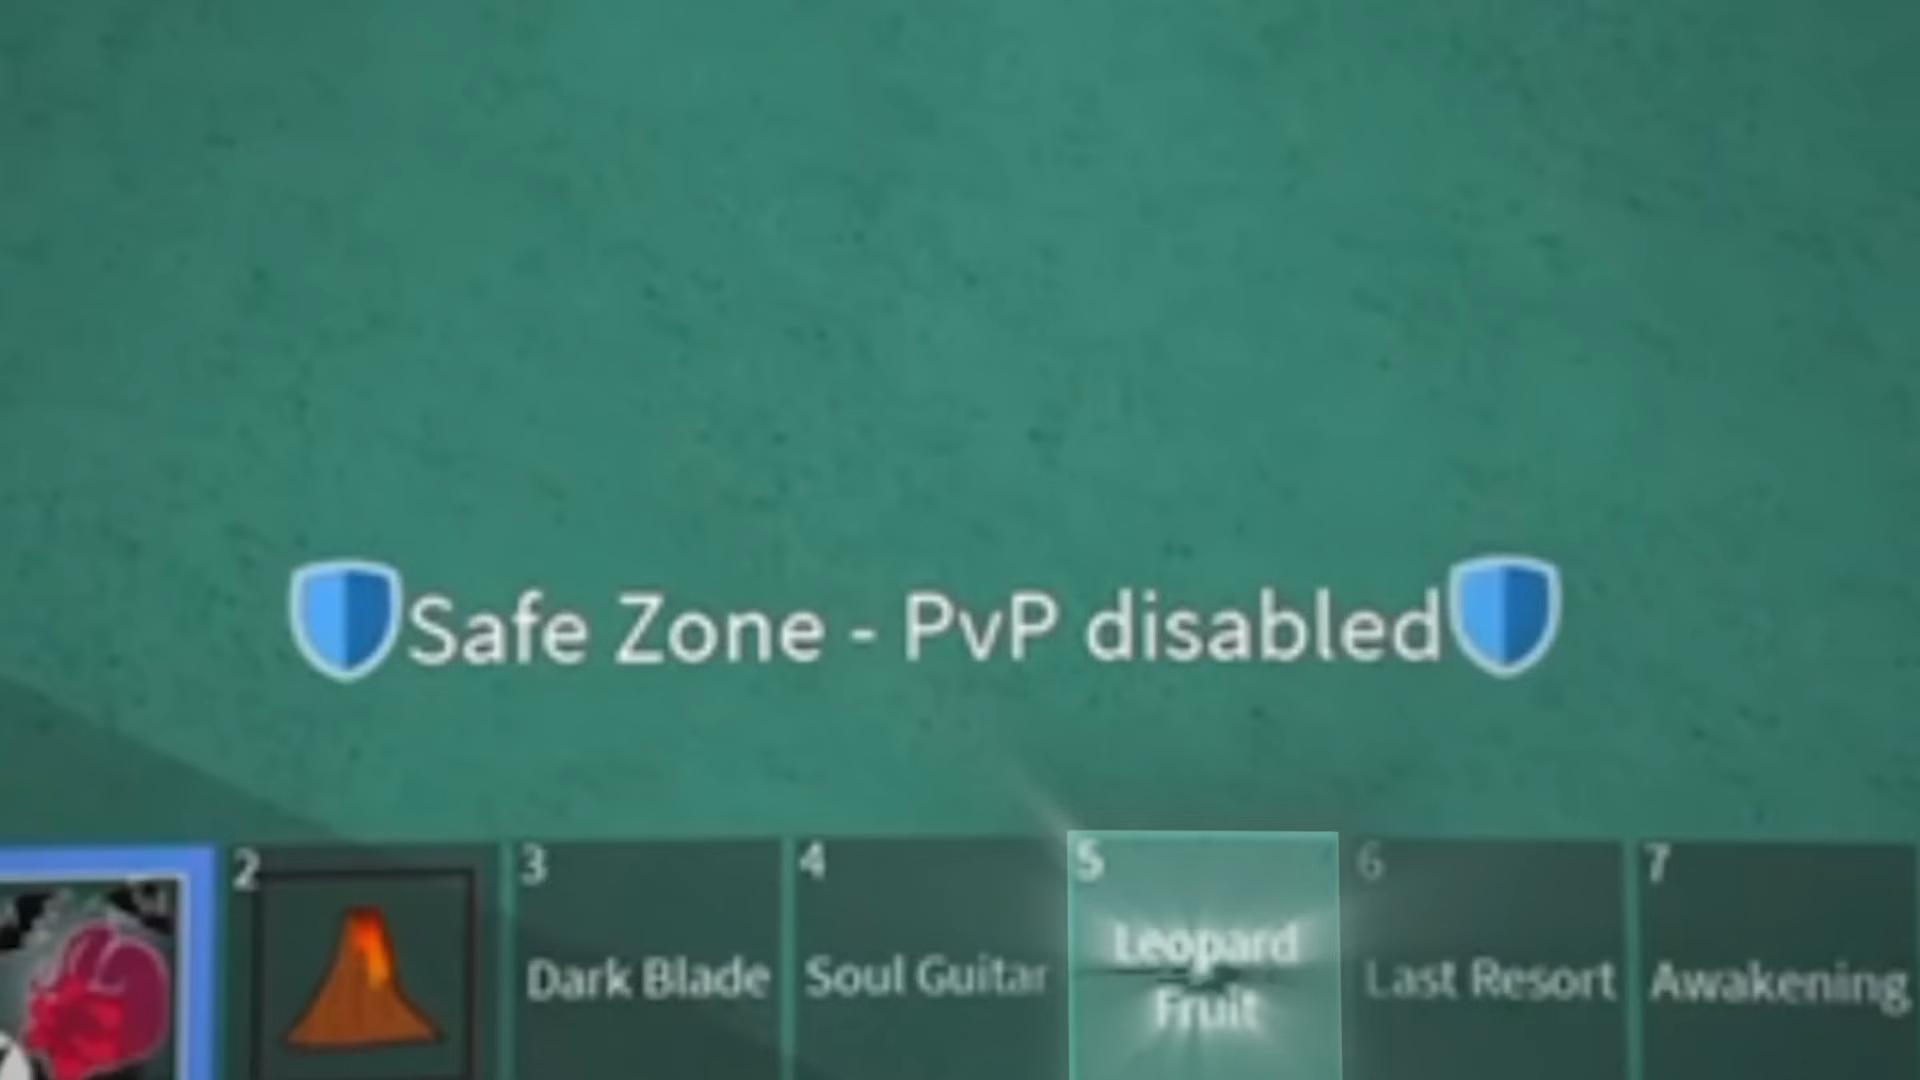 Safe Zone - PvP disabled
2
3
4
5
6
7
Dark Blade
Soul Guitar
Leopard
Fruit
Last Resort
Awakening